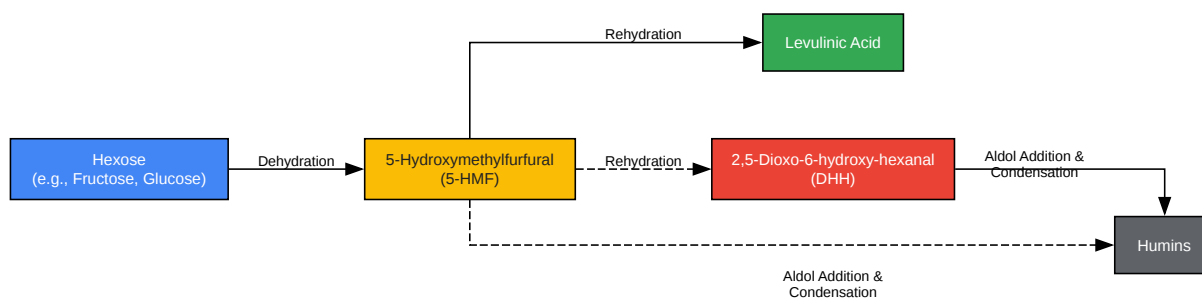 Rehydration
Levulinic Acid
Hexose
(e.g., Fructose, Glucose)
Dehydration
5-Hydroxymethylfurfural
(5-HMF)
Rehydration
2,5-Dioxo-6-hydroxy-hexanal
(DHH)
Aldol Addition &
Condensation
Humins
Aldol Addition &
Condensation